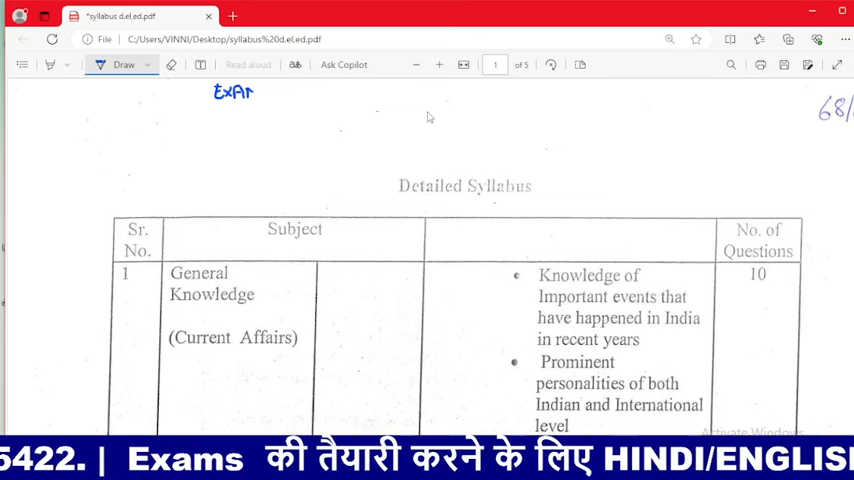 *syllabus d.el,ed.pdf
File C:/Users/VINNI/Desktop/syllabus%20d.el.ed.pdf
Draw Read aloud Ask Copilot 1 of 5
68/
Detailed Syllabus
Sr. No. Subject No. of Questions
1 General Knowledge (Current Affairs)
• Knowledge of Important events that have happened in India in recent years
10
• Prominent personalities of both Indian and International level
Activate Windows
5422. | Exams की तैयारी करने के लिए HINDI/ENGLISH